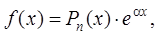 f(x) = Pₙ(x) · e^{αx},